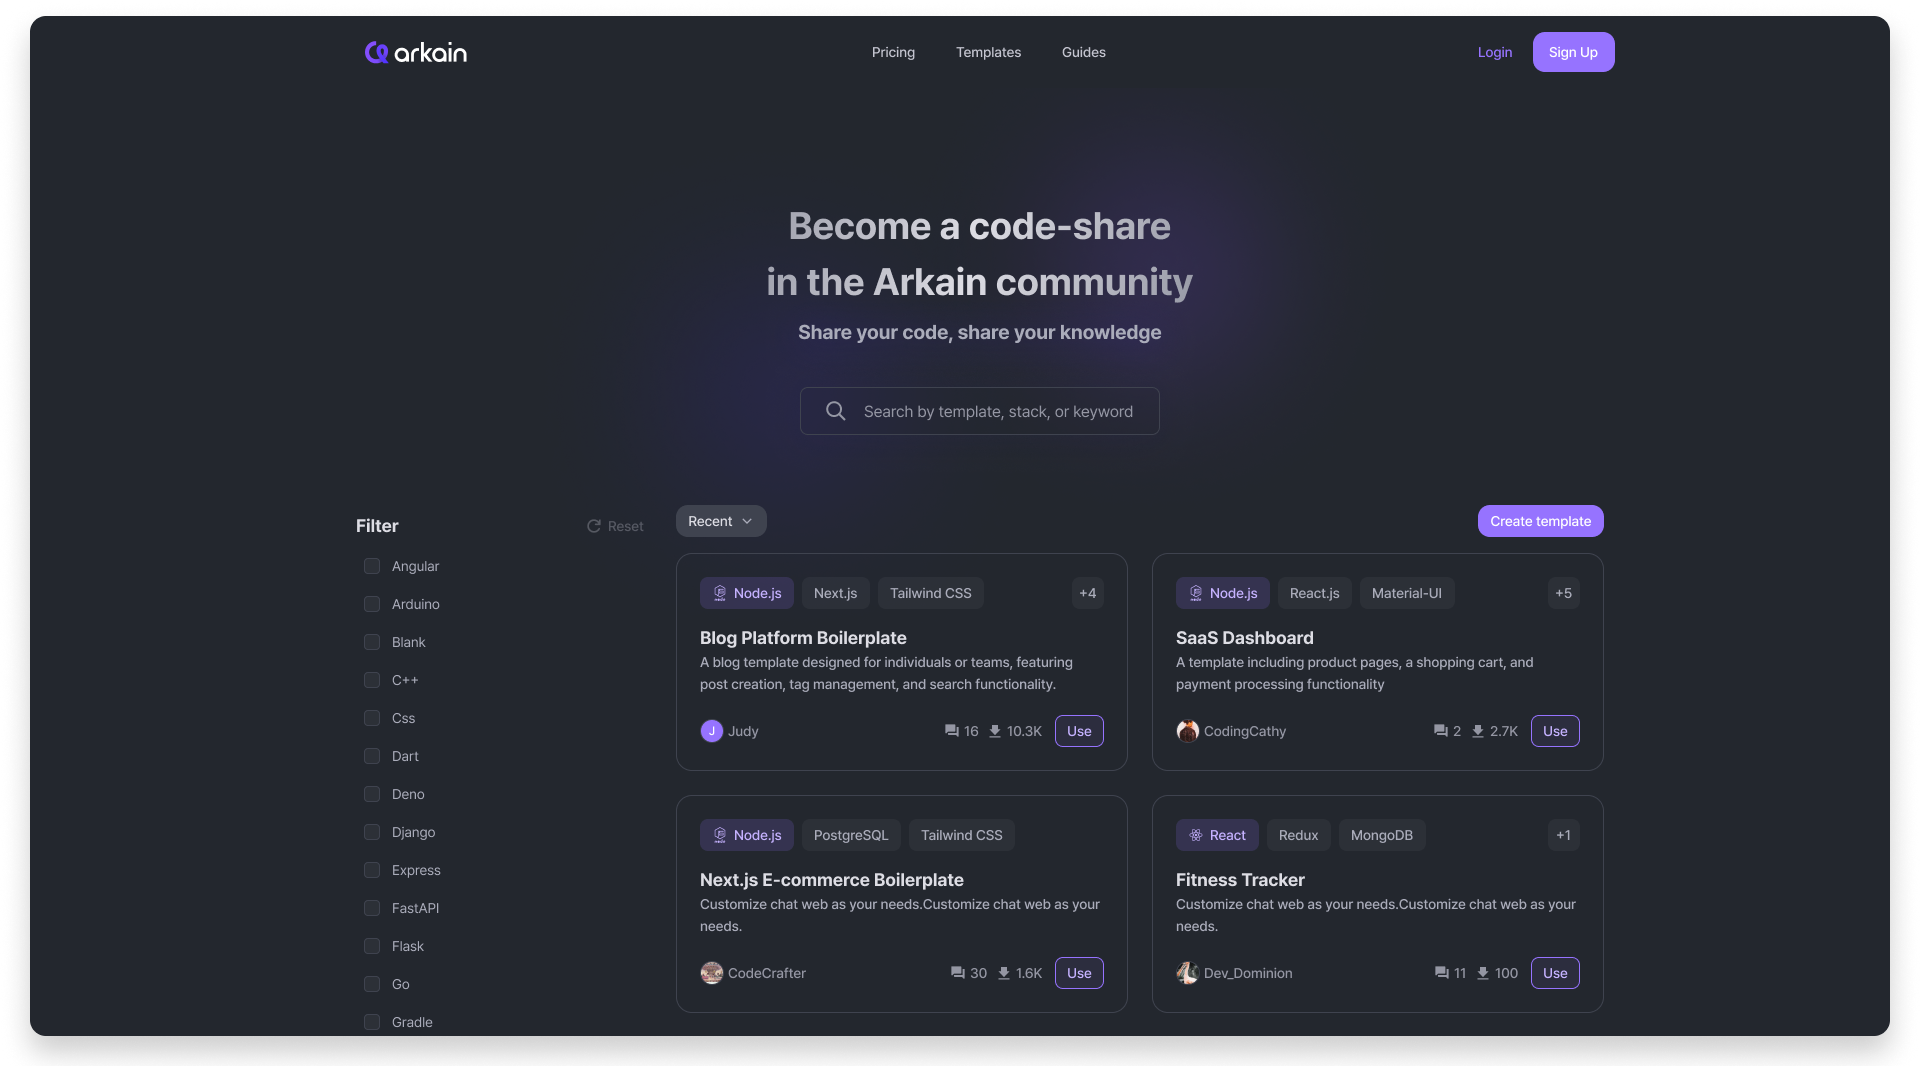 arkain
Pricing
Templates
Guides
Login
Sign Up
Become a code-share
in the Arkain community
Share your code, share your knowledge
Search by template, stack, or keyword
Filter
Reset
Angular
Arduino
Blank
C++
Css
Dart
Deno
Django
Express
FastAPI
Flask
Go
Gradle
Recent
Create template
Node.js
Next.js
Tailwind CSS
+4
Blog Platform Boilerplate
A blog template designed for individuals or teams, featuring
post creation, tag management, and search functionality.
J
Judy
16
10.3K
Use
Node.js
React.js
Material-UI
+5
SaaS Dashboard
A template including product pages, a shopping cart, and
payment processing functionality
CodingCathy
2
2.7K
Use
Node.js
PostgreSQL
Tailwind CSS
Next.js E-commerce Boilerplate
Customize chat web as your needs.Customize chat web as your
needs.
CodeCrafter
30
1.6K
Use
React
Redux
MongoDB
+1
Fitness Tracker
Customize chat web as your needs.Customize chat web as your
needs.
Dev_Dominion
11
100
Use